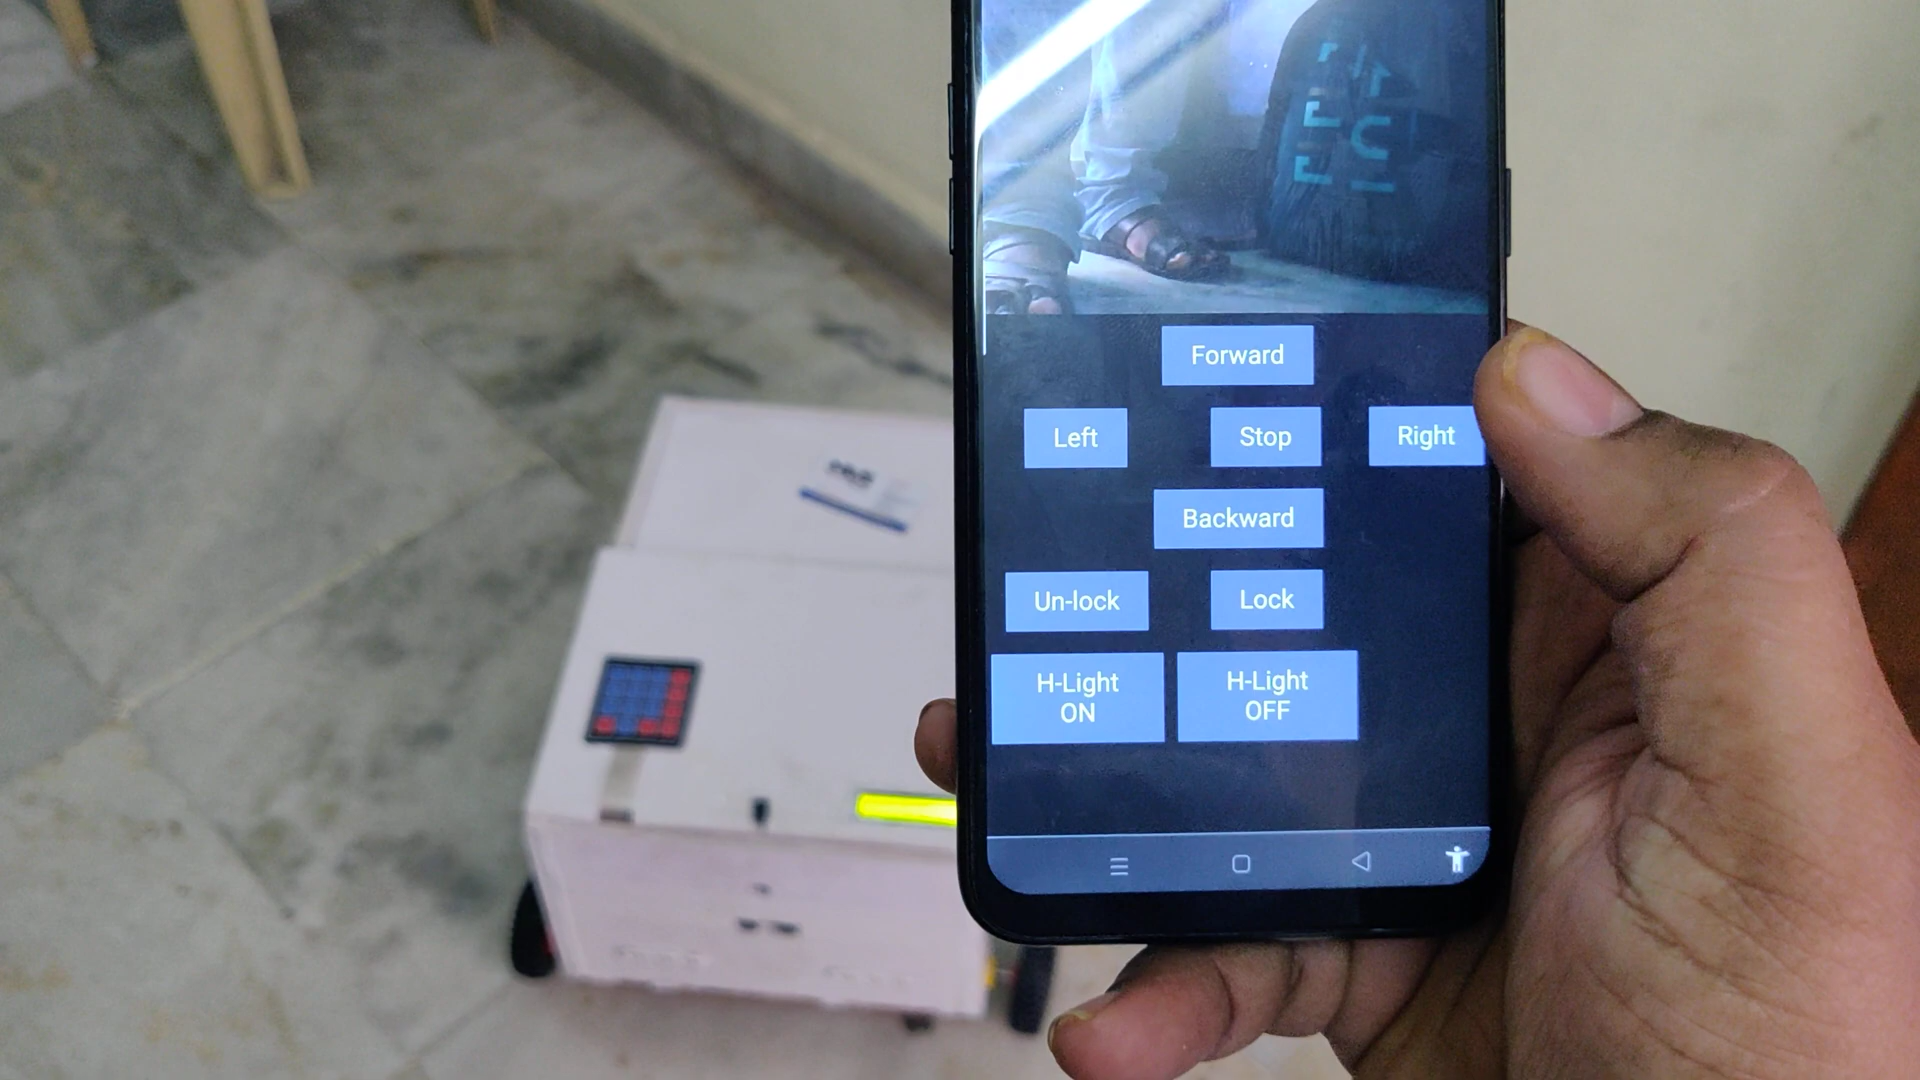 Forward
Left Stop Right
Backward
Un-lock Lock
H-Light
ON
H-Light
OFF